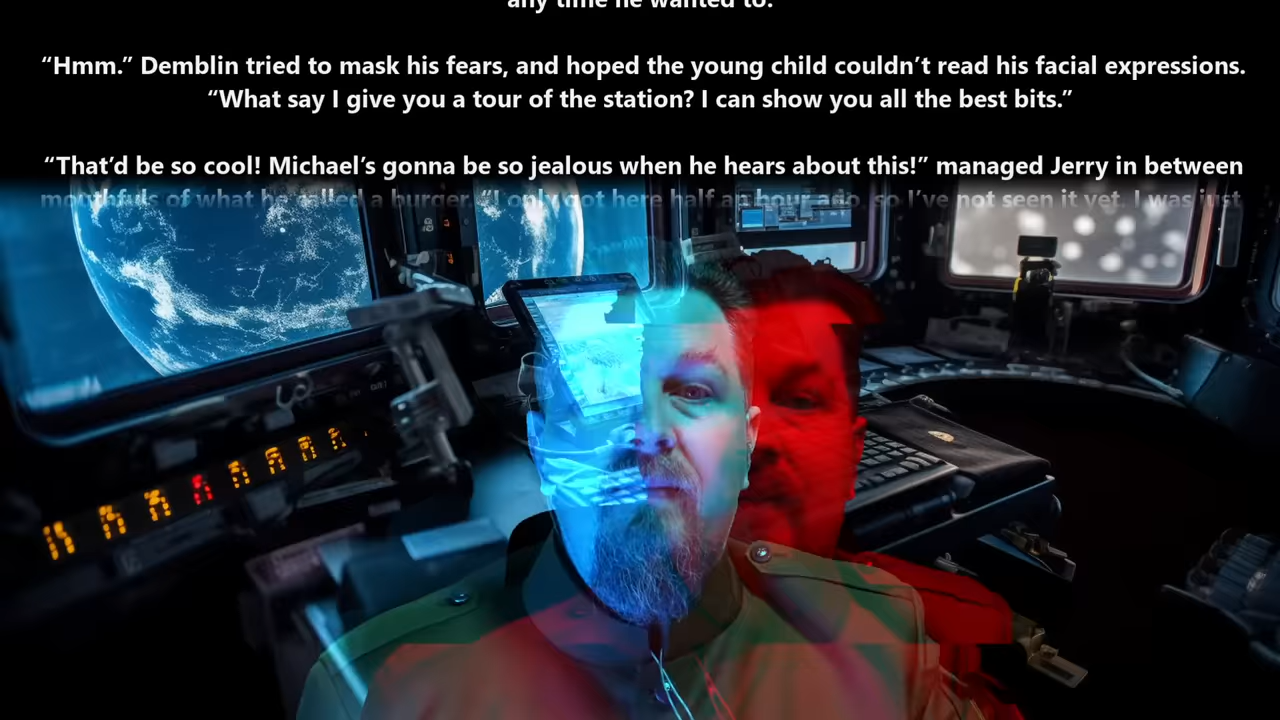 any time he wanted to.
“Hmm.” Demblin tried to mask his fears, and hoped the young child couldn’t read his facial expressions.
“What say I give you a tour of the station? I can show you all the best bits.”
“That’d be so cool! Michael’s gonna be so jealous when he hears about this!” managed Jerry in between
mouthfuls of what he called a burger. “I only got here half an hour ago, so I’ve not seen it yet. I was just